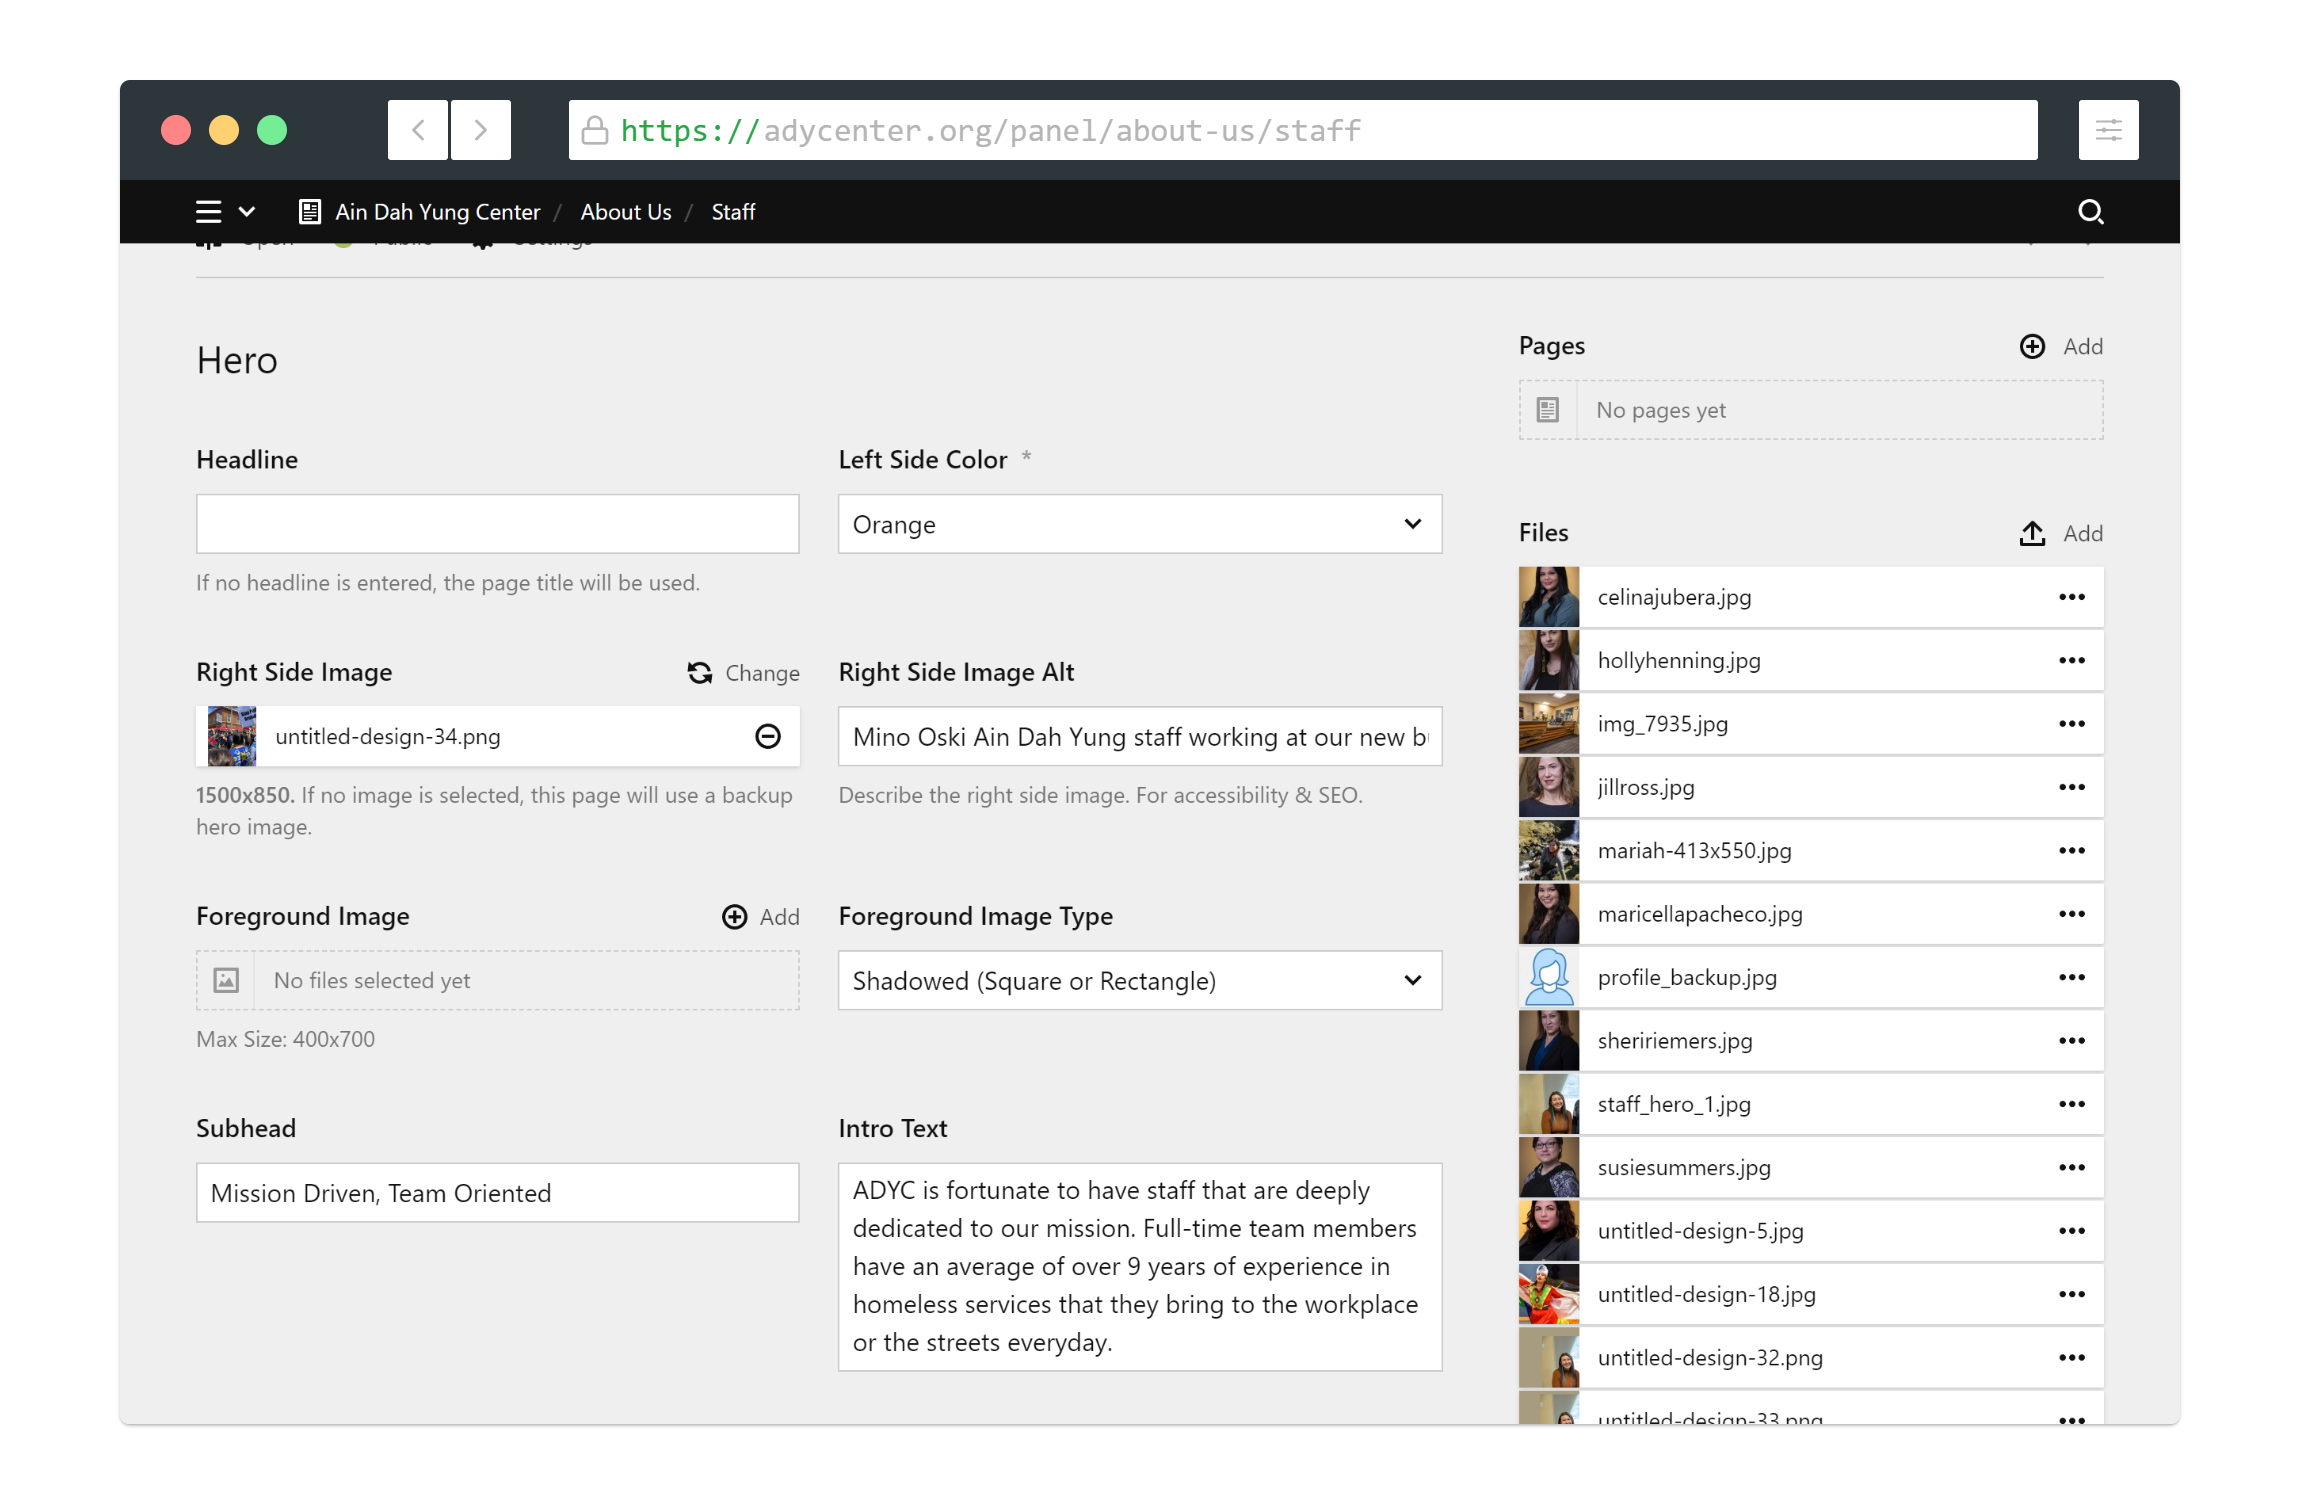 https://adycenter.org/panel/about-us/staff
Ain Dah Yung Center / About Us / Staff
Open Public Settings
Hero
Headline
If no headline is entered, the page title will be used.
Left Side Color *
Orange
Right Side Image
Change
untitled-design-34.png
1500x850. If no image is selected, this page will use a backup
hero image.
Right Side Image Alt
Mino Oski Ain Dah Yung staff working at our new b
Describe the right side image. For accessibility & SEO.
Foreground Image
Add
No files selected yet
Max Size: 400x700
Foreground Image Type
Shadowed (Square or Rectangle)
Subhead
Mission Driven, Team Oriented
Intro Text
ADYC is fortunate to have staff that are deeply
dedicated to our mission. Full-time team members
have an average of over 9 years of experience in
homeless services that they bring to the workplace
or the streets everyday.
Pages
Add
No pages yet
Files
Add
celinajubera.jpg
hollyhenning.jpg
img_7935.jpg
jillross.jpg
mariah-413x550.jpg
maricellapacheco.jpg
profile_backup.jpg
sheririemers.jpg
staff_hero_1.jpg
susiesummers.jpg
untitled-design-5.jpg
untitled-design-18.jpg
untitled-design-32.png
untitled-design-33.png